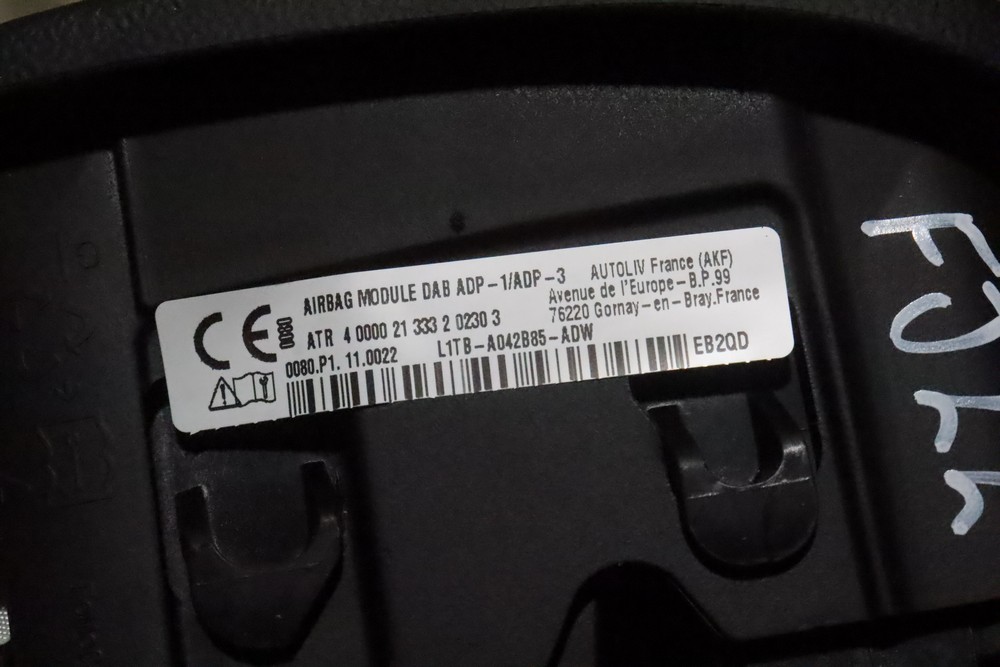 CE 0080
AIRBAG MODULE DAB ADP-1/ADP-3
ATR 4 0000 21 333 2 0230 3
0080.P1. 11.0022
L1TB-A042B85-ADW
AUTOLIV France (AKF)
Avenue de l'Europe-B.P.99
76220 Gornay-en-Bray.France
EB2QD